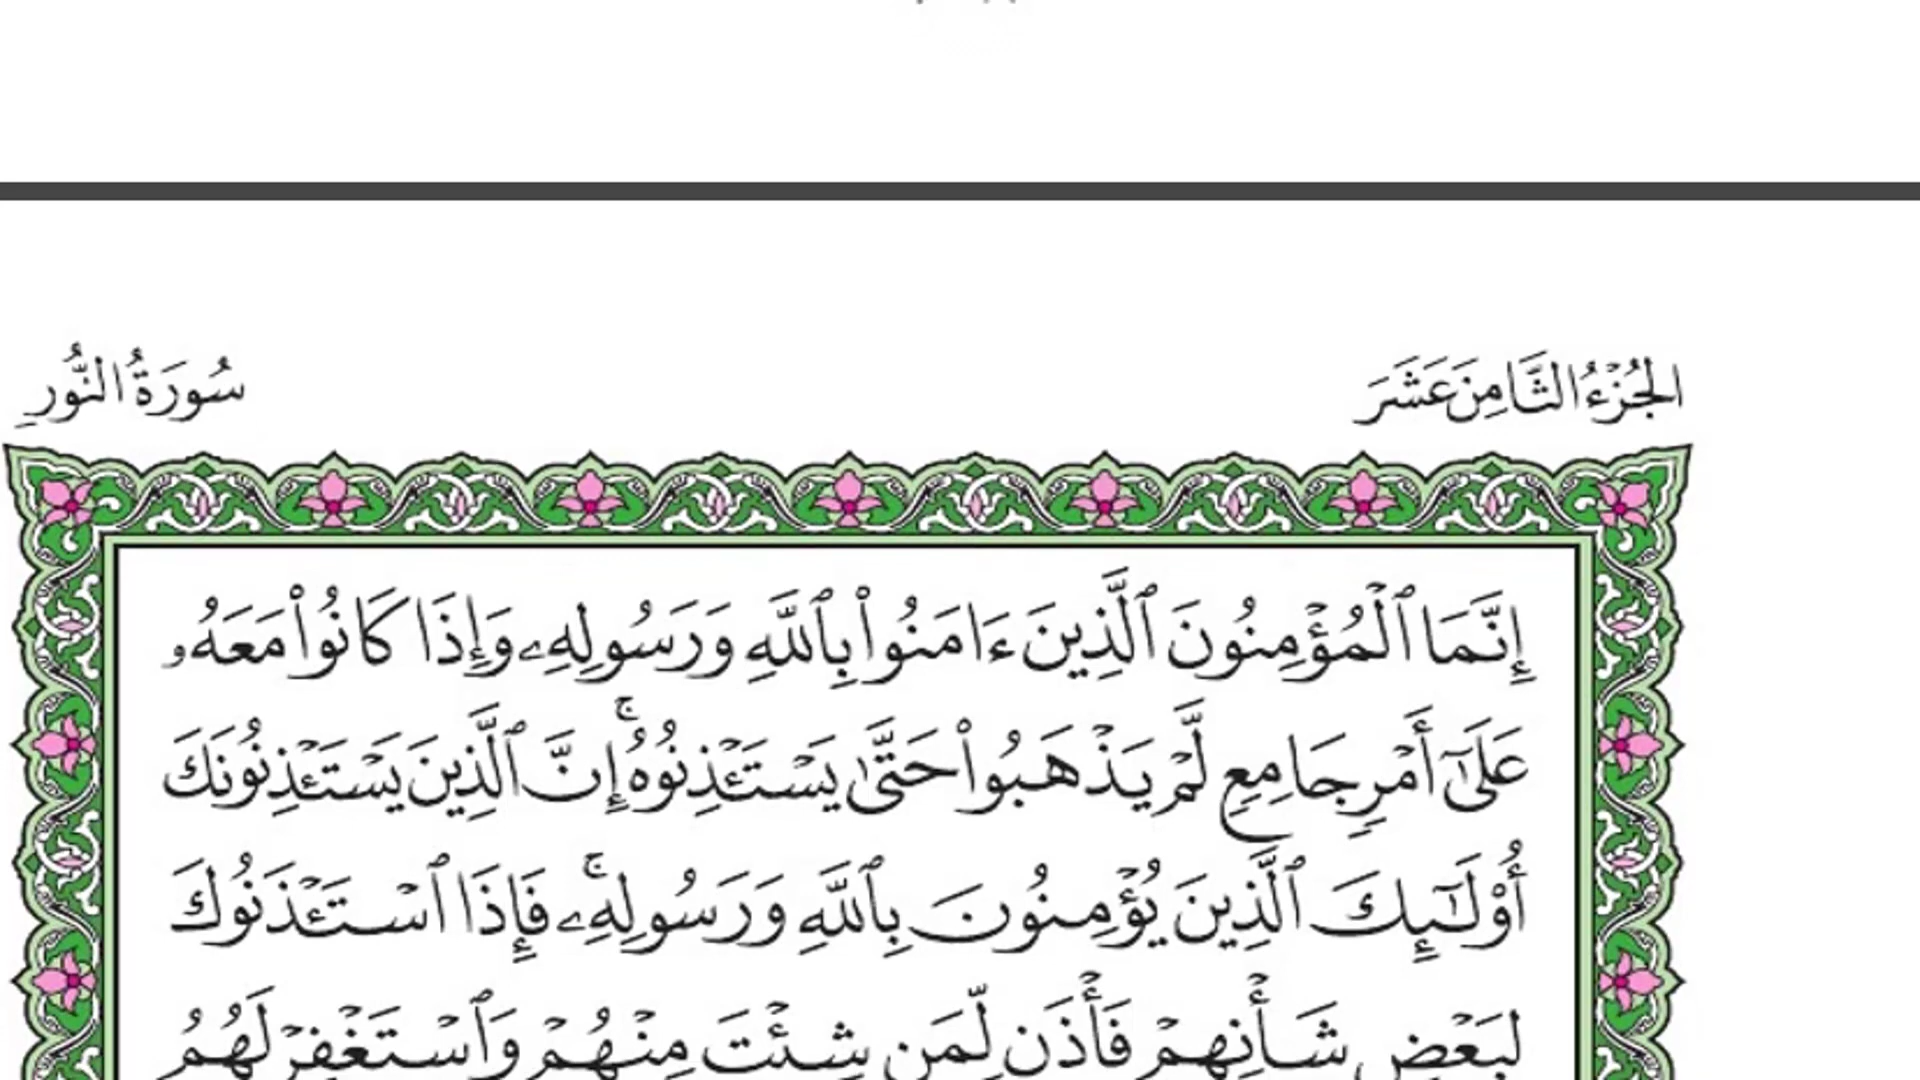 الجُزْءُ الثَّامِنَ عَشَرَ
سُورَةُ النُّورِ
إِنَّمَا ٱلْمُؤْمِنُونَ ٱلَّذِينَ ءَامَنُوا۟ بِٱللَّهِ وَرَسُولِهِۦ وَإِذَا كَانُوا۟ مَعَهُۥ
عَلَىٰٓ أَمْرٍ جَامِعٍ لَّمْ يَذْهَبُوا۟ حَتَّىٰ يَسْتَـْٔذِنُوهُ ۚ إِنَّ ٱلَّذِينَ يَسْتَـْٔذِنُونَكَ
أُو۟لَـٰٓئِكَ ٱلَّذِينَ يُؤْمِنُونَ بِٱللَّهِ وَرَسُولِهِۦ ۚ فَإِذَا ٱسْتَـْٔذَنُوكَ
لِبَعْضِ شَأْنِهِمْ فَأْذَن لِّمَن شِئْتَ مِنْهُمْ وَٱسْتَغْفِرْ لَهُمُ